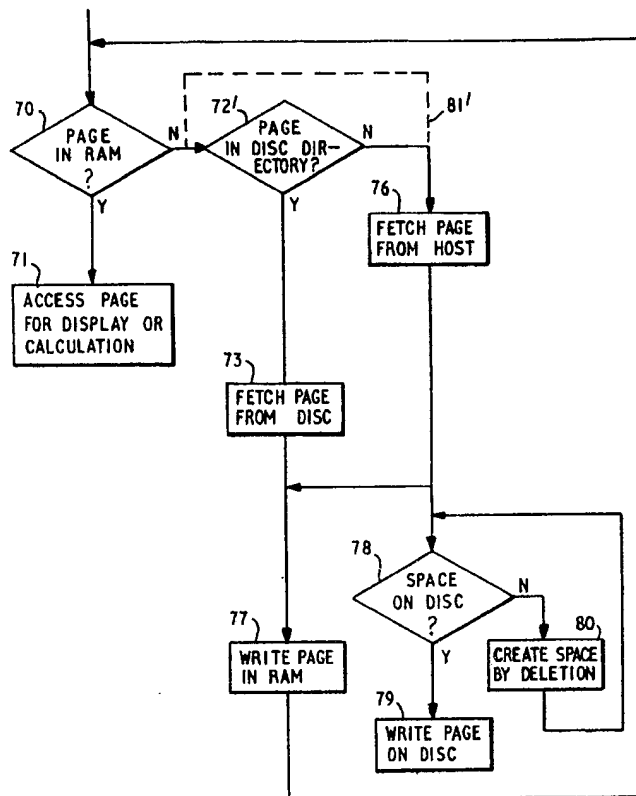 70
PAGE
IN RAM
?
N
Y
72'
PAGE
IN DISC DIR-
ECTORY?
N
Y
81'
76
FETCH PAGE
FROM HOST
71
ACCESS PAGE
FOR DISPLAY OR
CALCULATION
73
FETCH PAGE
FROM DISC
78
SPACE
ON DISC
?
N
Y
77
WRITE PAGE
IN RAM
80
CREATE SPACE
BY DELETION
79
WRITE PAGE
ON DISC